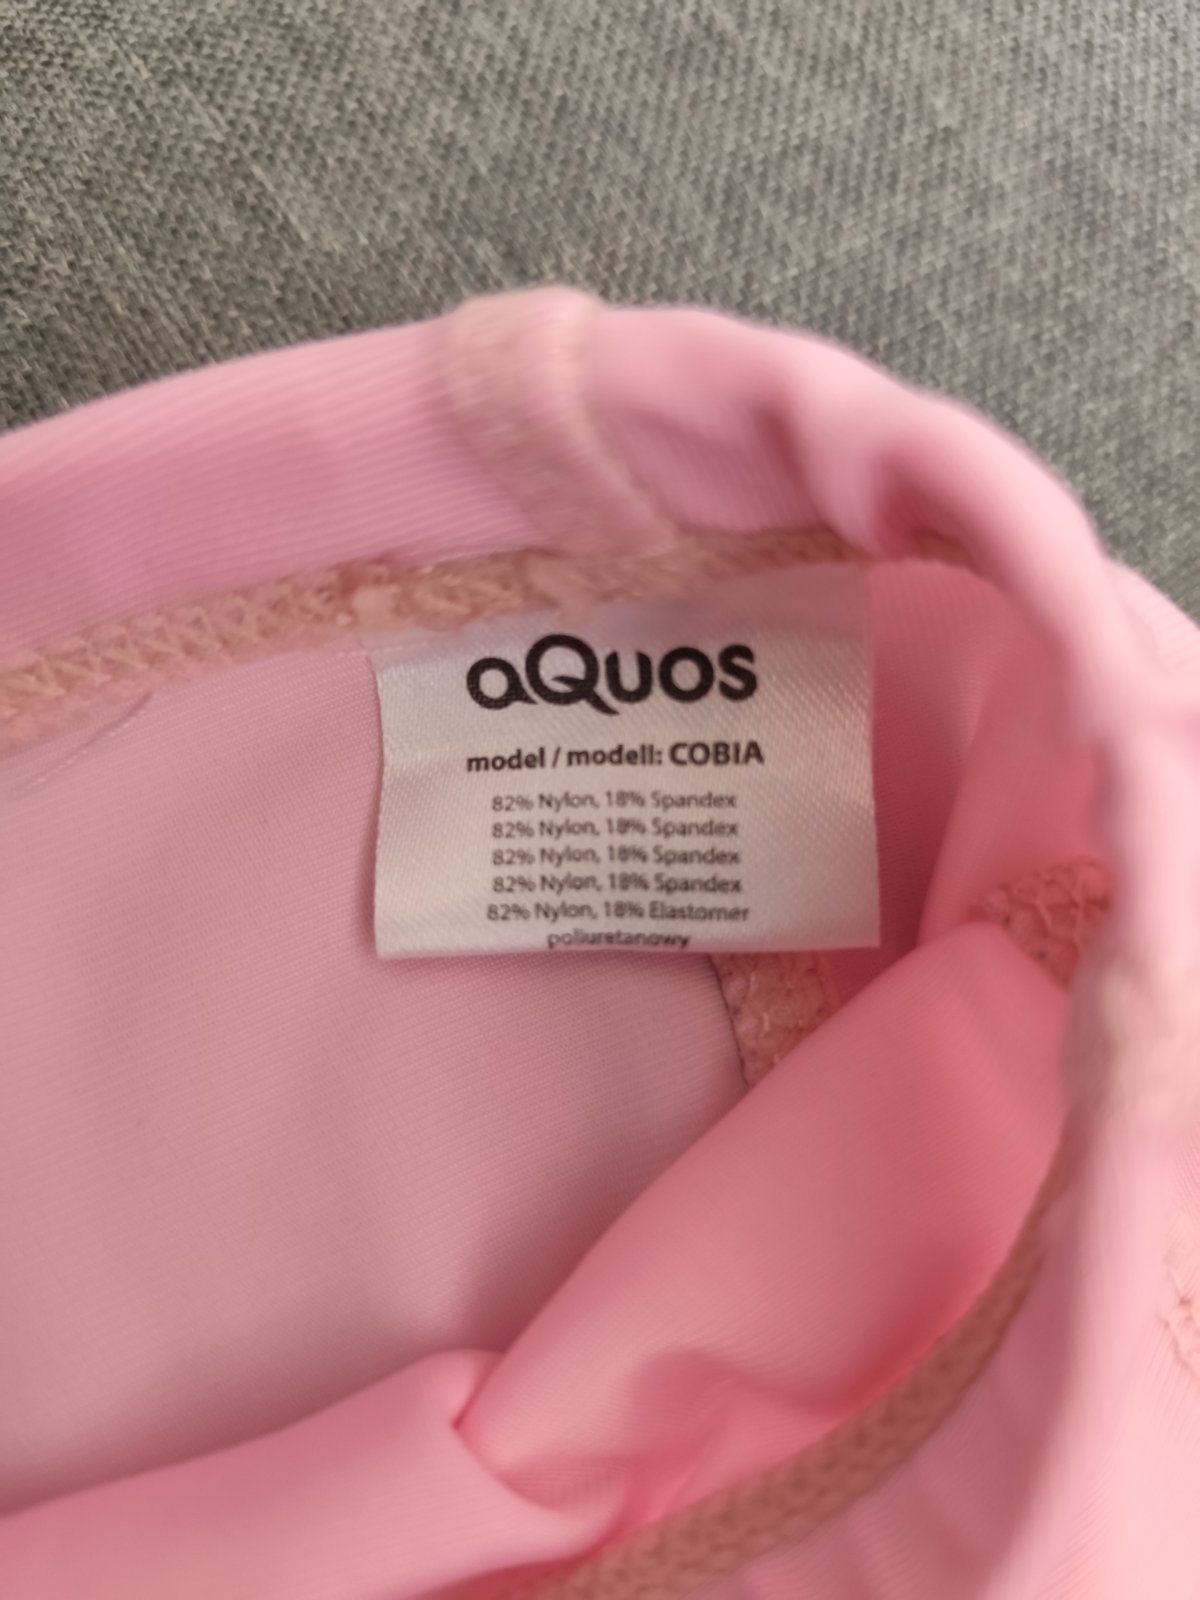 aQuos
model / modell: COBIA
82% Nylon, 18% Spandex
82% Nylon, 18% Spandex
82% Nylon, 18% Spandex
82% Nylon, 18% Spandex
82% Nylon, 18% Elastomer
poliuretanowy